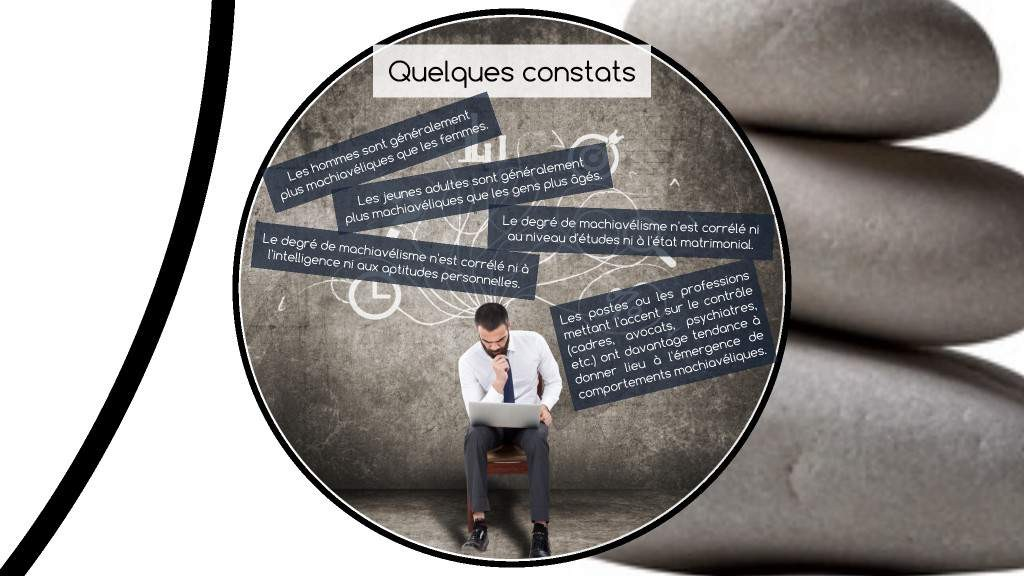 Quelques constats
Les hommes sont généralement
plus machiavéliques que les femmes.
Les jeunes adultes sont généralement
plus machiavéliques que les gens plus âgés.
Le degré de machiavélisme n'est corrélé ni
au niveau d'études ni à l'état matrimonial.
Le degré de machiavélisme n'est corrélé ni à
l'intelligence ni aux aptitudes personnelles.
Les postes ou les professions
mettant l'accent sur le contrôle
(cadres, avocats, psychiatres,
etc.) ont davantage tendance à
donner lieu à l'émergence de
comportements machiavéliques.